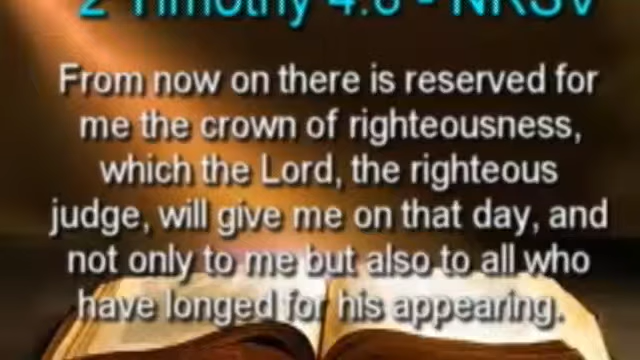 2 Timothy 4:8 - NRSV
From now on there is reserved for
me the crown of righteousness,
which the Lord, the righteous
judge, will give me on that day, and
not only to me but also to all who
have longed for his appearing.